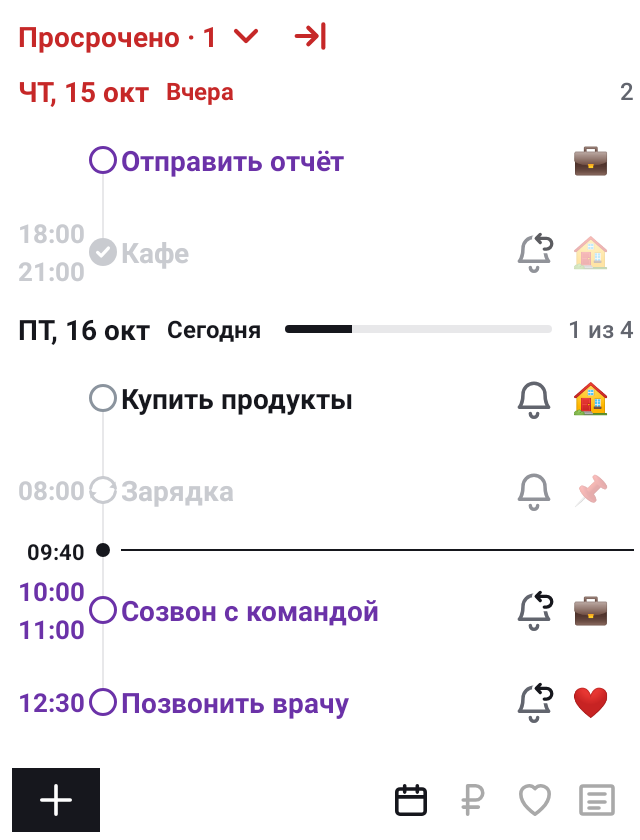 Просрочено · 1
ЧТ, 15 окт Вчера 2
Отправить отчёт
18:00
Кафе
21:00
ПТ, 16 окт Сегодня 1 из 4
Купить продукты
08:00 Зарядка
09:40
10:00
Созвон с командой
11:00
12:30 Позвонить врачу